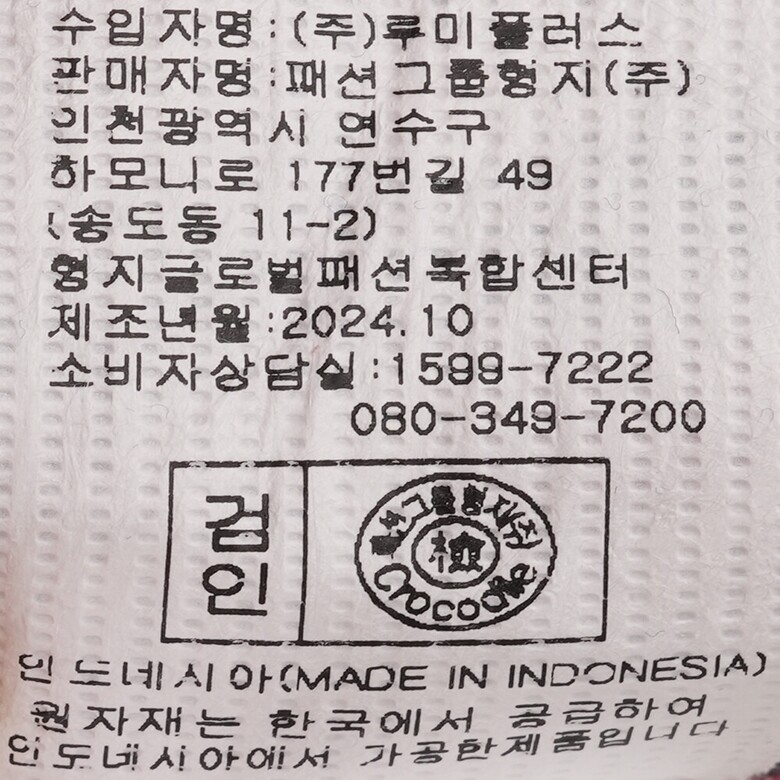 수입자명:(주)루미플러스
판매자명:패션그룹형지(주)
인천광역시 연수구
하모니로 177번길 49
(송도동 11-2)
형지글로벌패션복합센터
제조년월:2024.10
소비자상담실:1599-7222
080-349-7200
검인
패션그룹형지(주)
檢
Crocodile
인도네시아(MADE IN INDONESIA)
원자재는 한국에서 공급하여
인도네시아에서 가공한제품입니다